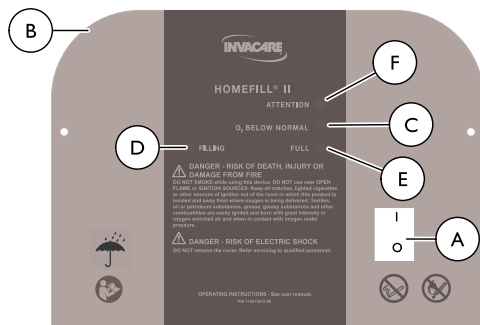 B
INVACARE
F
HOMEFILL® II
ATTENTION
C
O₂ BELOW NORMAL
D
FILLING
FULL
E
DANGER - RISK OF DEATH, INJURY OR
DAMAGE FROM FIRE
DO NOT SMOKE while using this device. DO NOT use near OPEN
FLAME or IGNITION SOURCES. Keep all matches, lighted cigarettes
or other sources of ignition out of the room in which this product is
located and away from where oxygen is being delivered. Textiles,
oil or petroleum substances, grease, greasy substances and other
combustibles are easily ignited and burn with great intensity in
oxygen enriched air and when in contact with oxygen under
pressure.
DANGER - RISK OF ELECTRIC SHOCK
DO NOT remove the cover. Refer servicing to qualified personnel.
I
O
A
OPERATING INSTRUCTIONS - See user manual.